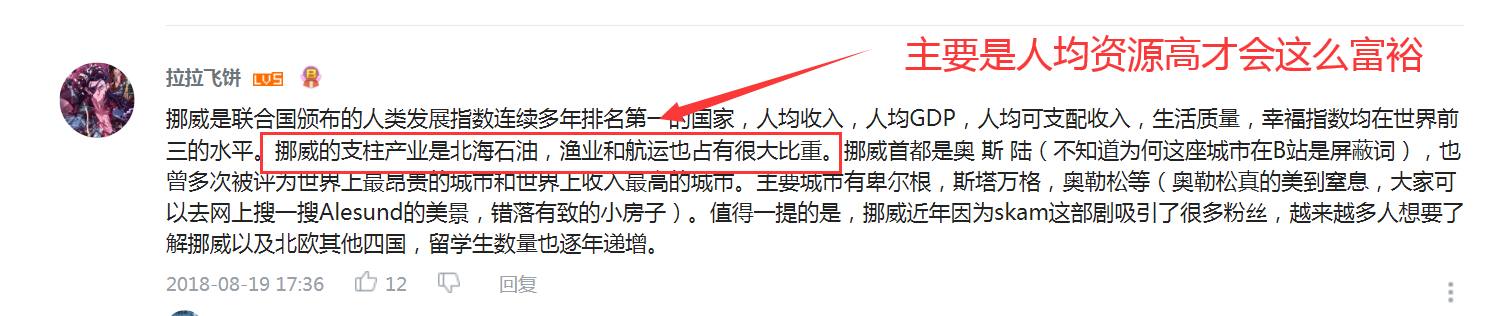 主要是人均资源高才会这么富裕
拉拉飞饼 LV5
挪威是联合国颁布的人类发展指数连续多年排名第一的国家，人均收入，人均GDP，人均可支配收入，生活质量，幸福指数均在世界前
三的水平。挪威的支柱产业是北海石油，渔业和航运也占有很大比重。挪威首都是奥 斯 陆（不知道为何这座城市在B站是屏蔽词），也
曾多次被评为世界上最昂贵的城市和世界上收入最高的城市。主要城市有卑尔根，斯塔万格，奥勒松等（奥勒松真的美到窒息，大家可
以去网上搜一搜Alesund的美景，错落有致的小房子）。值得一提的是，挪威近年因为skam这部剧吸引了很多粉丝，越来越多人想要了
解挪威以及北欧其他四国，留学生数量也逐年递增。
2018-08-19 17:36 12 回复